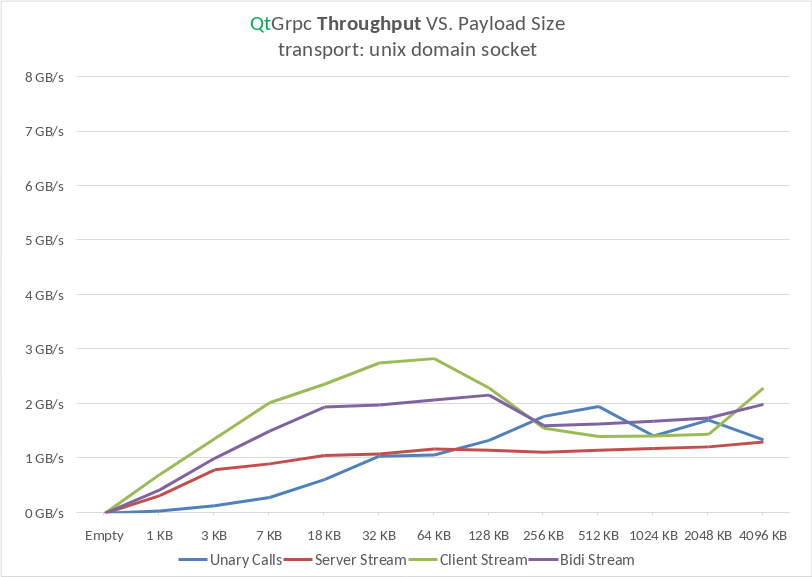 QtGrpc Throughput VS. Payload Size
transport: unix domain socket
8 GB/s
7 GB/s
6 GB/s
5 GB/s
4 GB/s
3 GB/s
2 GB/s
1 GB/s
0 GB/s
Empty 1 KB 3 KB 7 KB 18 KB 32 KB 64 KB 128 KB 256 KB 512 KB 1024 KB 2048 KB 4096 KB
Unary Calls Server Stream Client Stream Bidi Stream